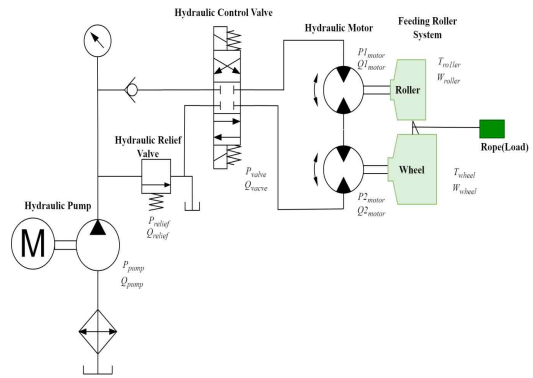 Hydraulic Control Valve
Hydraulic Motor
Feeding Roller
System
P1motor
Q1motor
Troller
Wroller
Roller
Rope(Load)
Hydraulic Relief
Valve
Pvalve
Qvacve
Wheel
Twheel
Wwheel
P2motor
Q2motor
Hydraulic Pump
Prelief
Qrelief
M
Ppump
Qpump